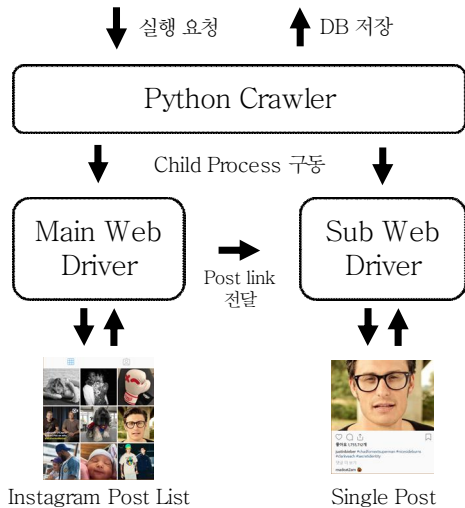 실행 요청
DB 저장
Python Crawler
Child Process 구동
Main Web
Driver
Post link
전달
Sub Web
Driver
Instagram Post List
Single Post